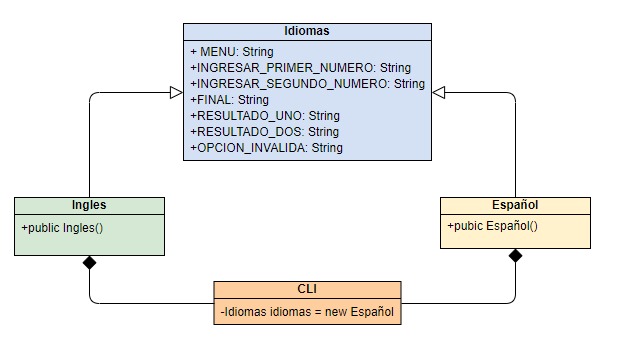 Idiomas
+ MENU: String
+INGRESAR_PRIMER_NUMERO: String
+INGRESAR_SEGUNDO_NUMERO: String
+FINAL: String
+RESULTADO_UNO: String
+RESULTADO_DOS: String
+OPCION_INVALIDA: String
Ingles
+public Ingles()
Español
+pubic Español()
CLI
-Idiomas idiomas = new Español